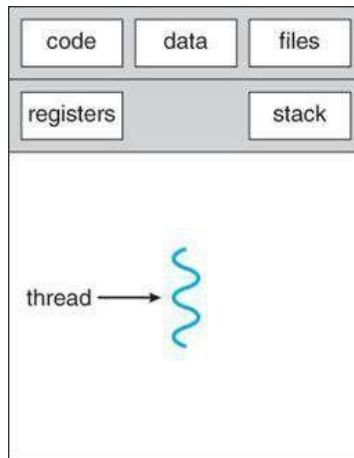 code data files
registers stack
thread